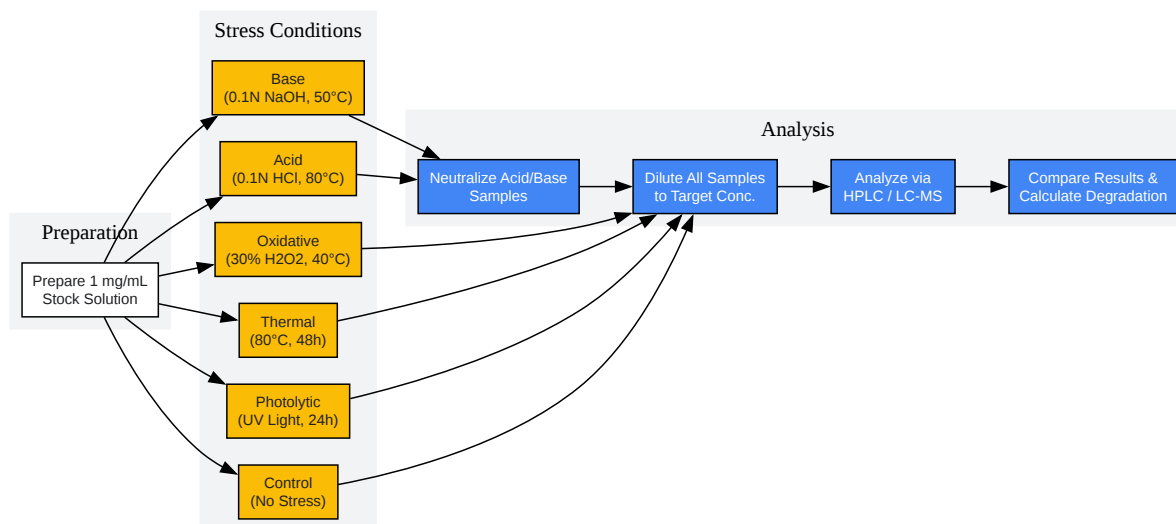 Stress Conditions
Base
(0.1N NaOH, 50°C)
Analysis
Acid
(0.1N HCl, 80°C)
Neutralize Acid/Base
Samples
Dilute All Samples
to Target Conc.
Analyze via
HPLC / LC-MS
Compare Results &
Calculate Degradation
Preparation
Prepare 1 mg/mL
Stock Solution
Oxidative
(30% H2O2, 40°C)
Thermal
(80°C, 48h)
Photolytic
(UV Light, 24h)
Control
(No Stress)